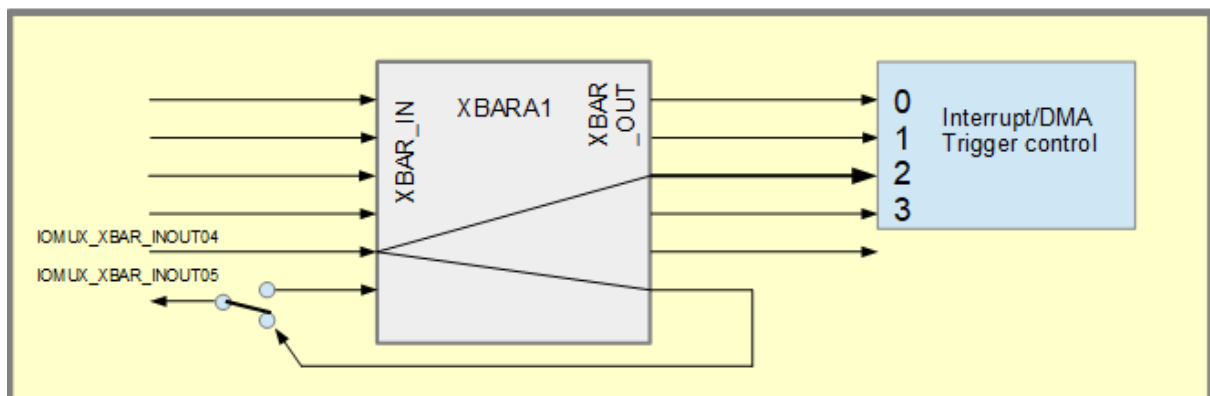 XBAR_IN
XBARA1
XBAR
_OUT
0
1
2
3
Interrupt/DMA
Trigger control
IOMUX_XBAR_INOUT04
IOMUX_XBAR_INOUT05